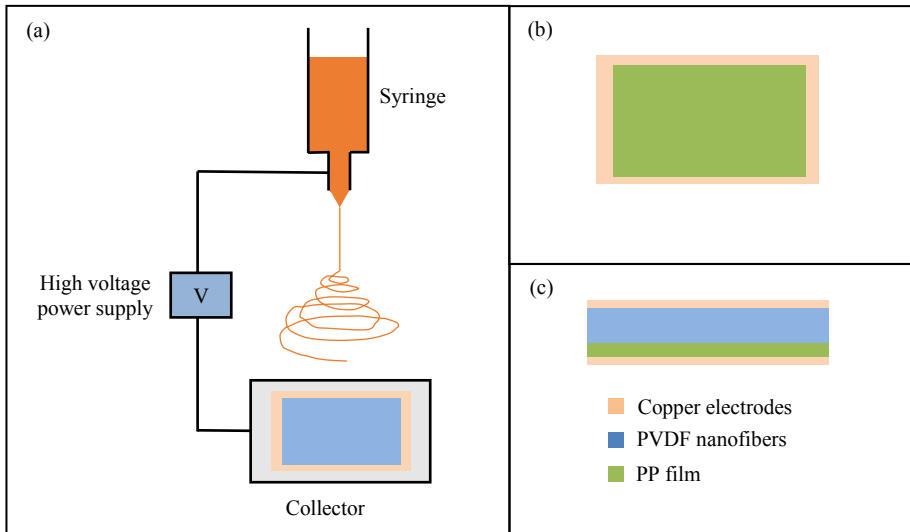 (a)
Syringe
High voltage
power supply
V
Collector
(b)
(c)
Copper electrodes
PVDF nanofibers
PP film